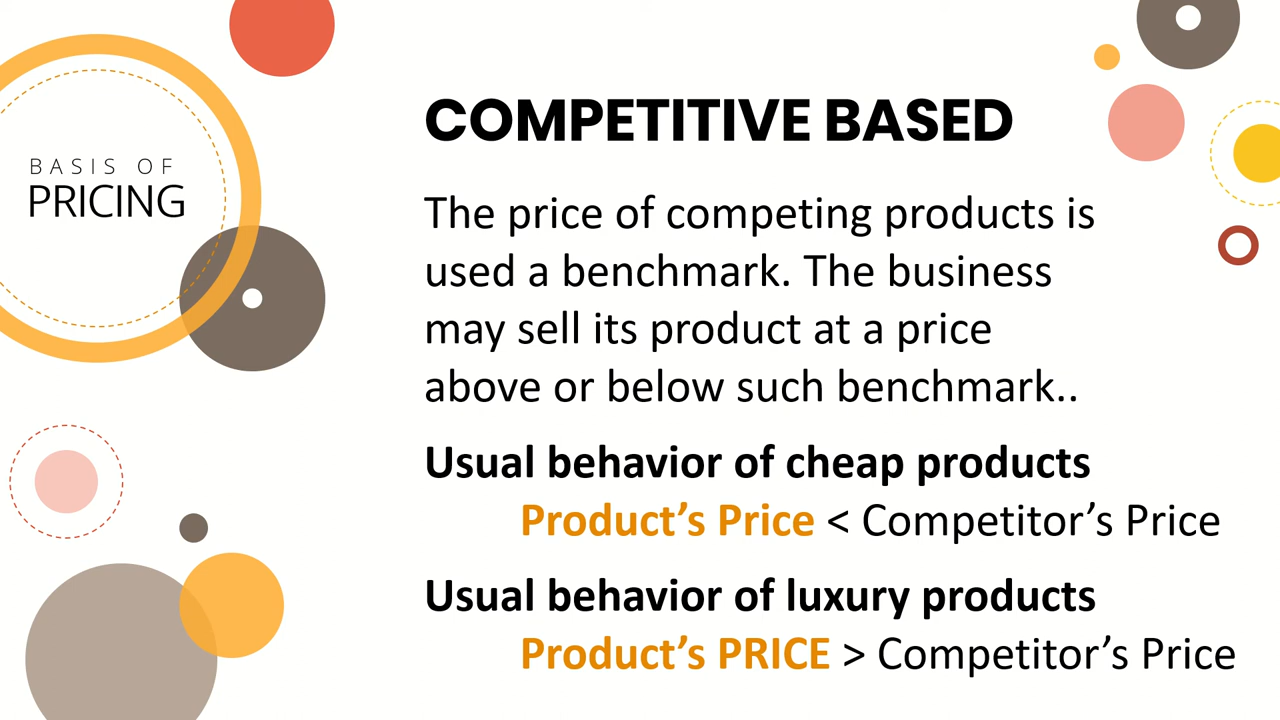 BASIS OF
PRICING
COMPETITIVE BASED
The price of competing products is
used a benchmark. The business
may sell its product at a price
above or below such benchmark..
Usual behavior of cheap products
Product’s Price < Competitor’s Price
Usual behavior of luxury products
Product’s PRICE > Competitor’s Price